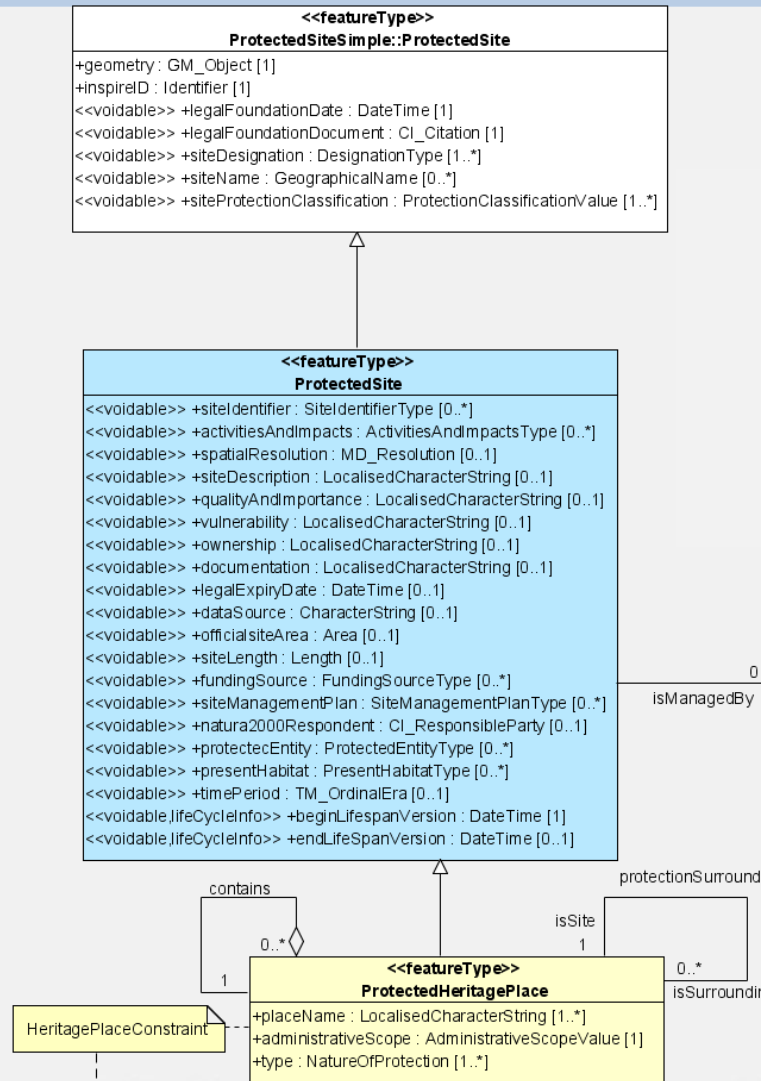 <<featureType>>
ProtectedSiteSimple::ProtectedSite
+geometry : GM_Object [1]
+inspireID : Identifier [1]
<<voidable>> +legalFoundationDate : DateTime [1]
<<voidable>> +legalFoundationDocument : CI_Citation [1]
<<voidable>> +siteDesignation : DesignationType [1..*]
<<voidable>> +siteName : GeographicalName [0..*]
<<voidable>> +siteProtectionClassification : ProtectionClassificationValue [1..*]
<<featureType>>
ProtectedSite
<<voidable>> +siteIdentifier : SiteIdentifierType [0..*]
<<voidable>> +activitiesAndImpacts : ActivitiesAndImpactsType [0..*]
<<voidable>> +spatialResolution : MD_Resolution [0..1]
<<voidable>> +siteDescription : LocalisedCharacterString [0..1]
<<voidable>> +qualityAndImportance : LocalisedCharacterString [0..1]
<<voidable>> +vulnerability : LocalisedCharacterString [0..1]
<<voidable>> +ownership : LocalisedCharacterString [0..1]
<<voidable>> +documentation : LocalisedCharacterString [0..1]
<<voidable>> +legalExpiryDate : DateTime [0..1]
<<voidable>> +dataSource : CharacterString [0..1]
<<voidable>> +officialsiteArea : Area [0..1]
<<voidable>> +siteLength : Length [0..1]
<<voidable>> +fundingSource : FundingSourceType [0..*]
<<voidable>> +siteManagementPlan : SiteManagementPlanType [0..*]
<<voidable>> +natura2000Respondent : CI_ResponsibleParty [0..1]
<<voidable>> +protectecEntity : ProtectedEntityType [0..*]
<<voidable>> +presentHabitat : PresentHabitatType [0..*]
<<voidable>> +timePeriod : TM_OrdinalEra [0..1]
<<voidable,lifeCycleInfo>> +beginLifespanVersion : DateTime [1]
<<voidable,lifeCycleInfo>> +endLifeSpanVersion : DateTime [0..1]
0
isManagedBy
contains
0..*
1
protectionSurround
isSite
1
0..*
isSurroundin
<<featureType>>
ProtectedHeritagePlace
+placeName : LocalisedCharacterString [1..*]
+administrativeScope : AdministrativeScopeValue [1]
+type : NatureOfProtection [1..*]
HeritagePlaceConstraint